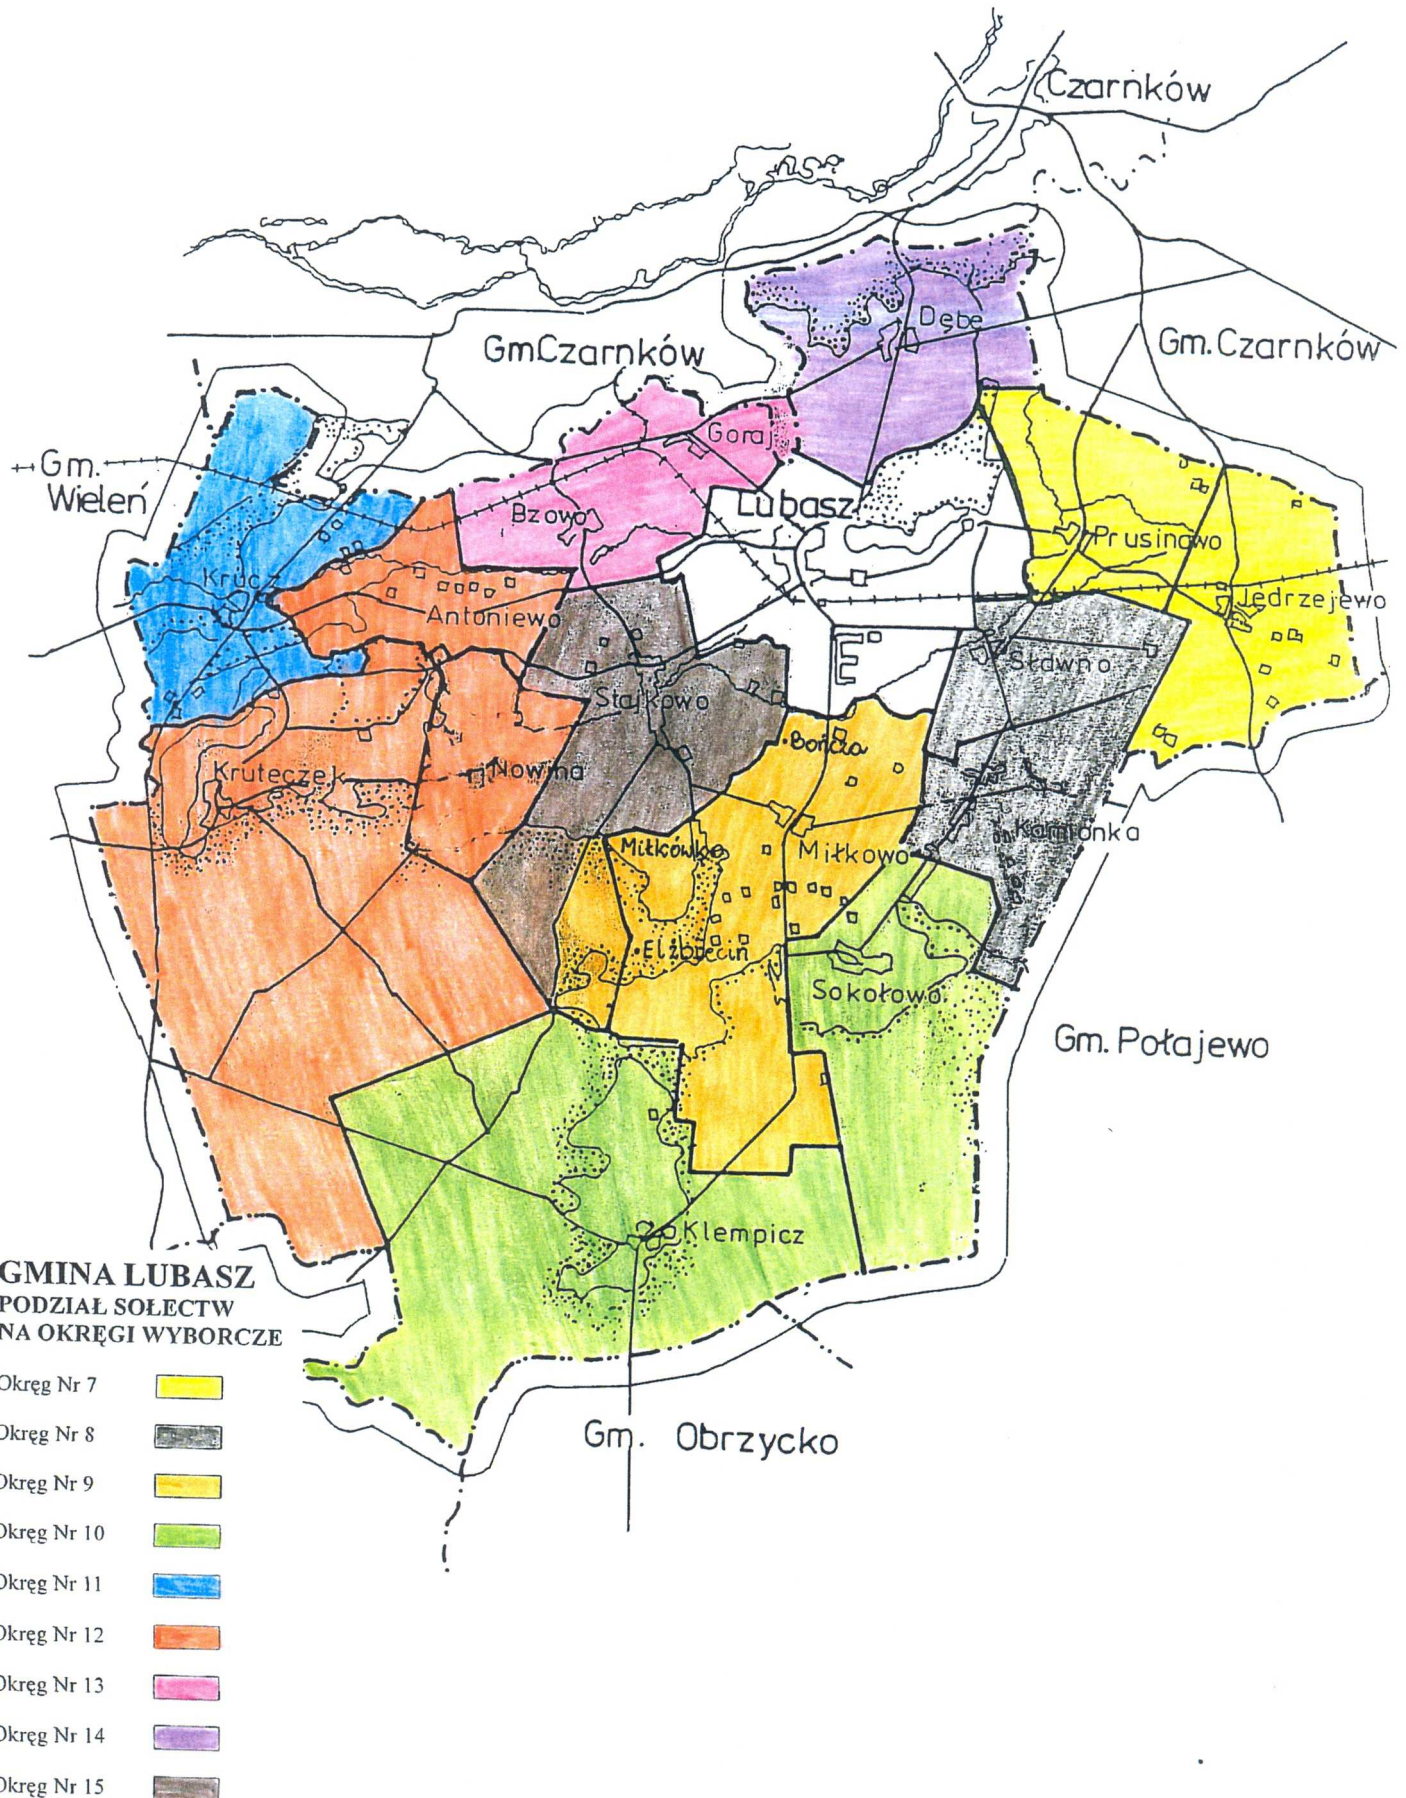 Czarnków
Dębe
Gm.Czarnków
Gm.Czarnków
Goraj
Gm.
Wieleń
Lubasz
Bzowo
Prusinowo
Krucz
Jędrzejewo
Antoniewo
Sławno
Stajkowo
Bończa
Kruteczek
Nowina
Kamionka
Miłkówko
Miłkowo
Elżbiecin
Sokołowo
Gm. Połajewo
Klempicz
GMINA LUBASZ
PODZIAŁ SOŁECTW
NA OKRĘGI WYBORCZE
Okręg Nr 7
Okręg Nr 8
Okręg Nr 9
Okręg Nr 10
Okręg Nr 11
Okręg Nr 12
Okręg Nr 13
Okręg Nr 14
Okręg Nr 15
Gm. Obrzycko